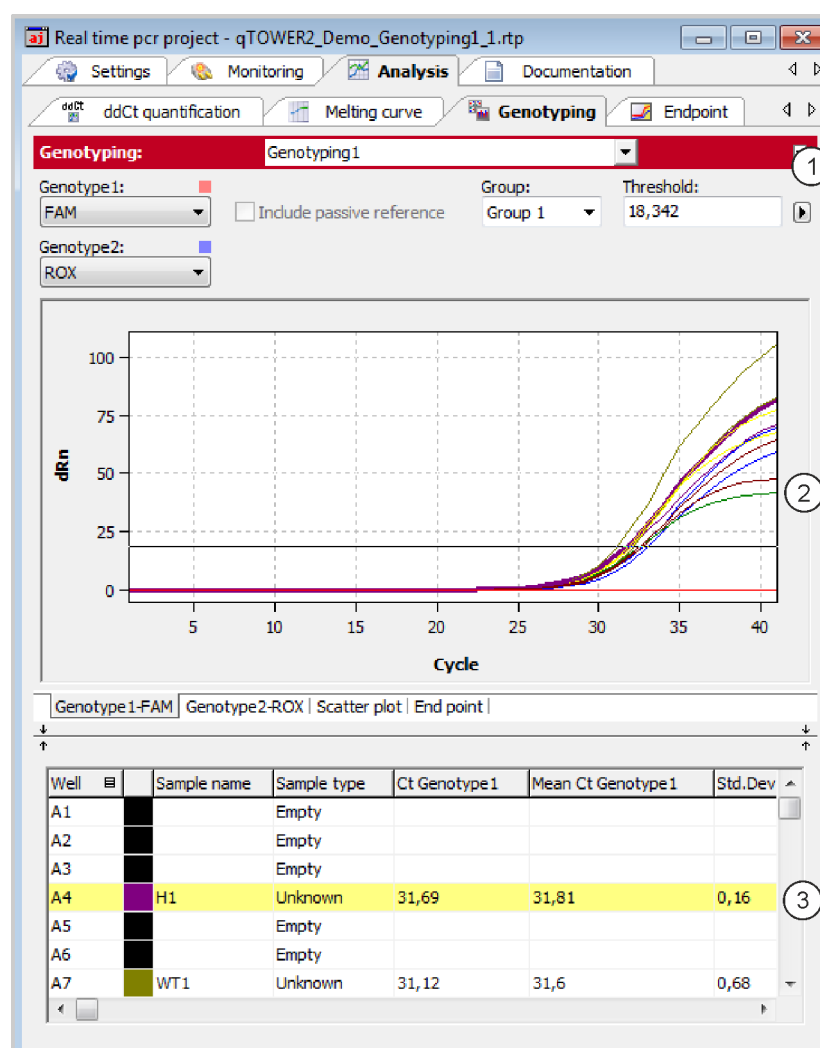 aj Real time pcr project - qTOWER2_Demo_Genotyping1_1.rtp
Settings Monitoring Analysis Documentation
ddCt ddCt quantification Melting curve Genotyping Endpoint
Genotyping: Genotyping1
1
Genotype1: Group: Threshold:
FAM Include passive reference Group 1 18,342
Genotype2:
ROX
100
75
50
25
0
dRn
2
5 10 15 20 25 30 35 40
Cycle
Genotype1-FAM Genotype2-ROX Scatter plot End point
Well Sample name Sample type Ct Genotype1 Mean Ct Genotype1 Std.Dev
A1 Empty
A2 Empty
A3 Empty
A4 H1 Unknown 31,69 31,81 0,16
3
A5 Empty
A6 Empty
A7 WT1 Unknown 31,12 31,6 0,68